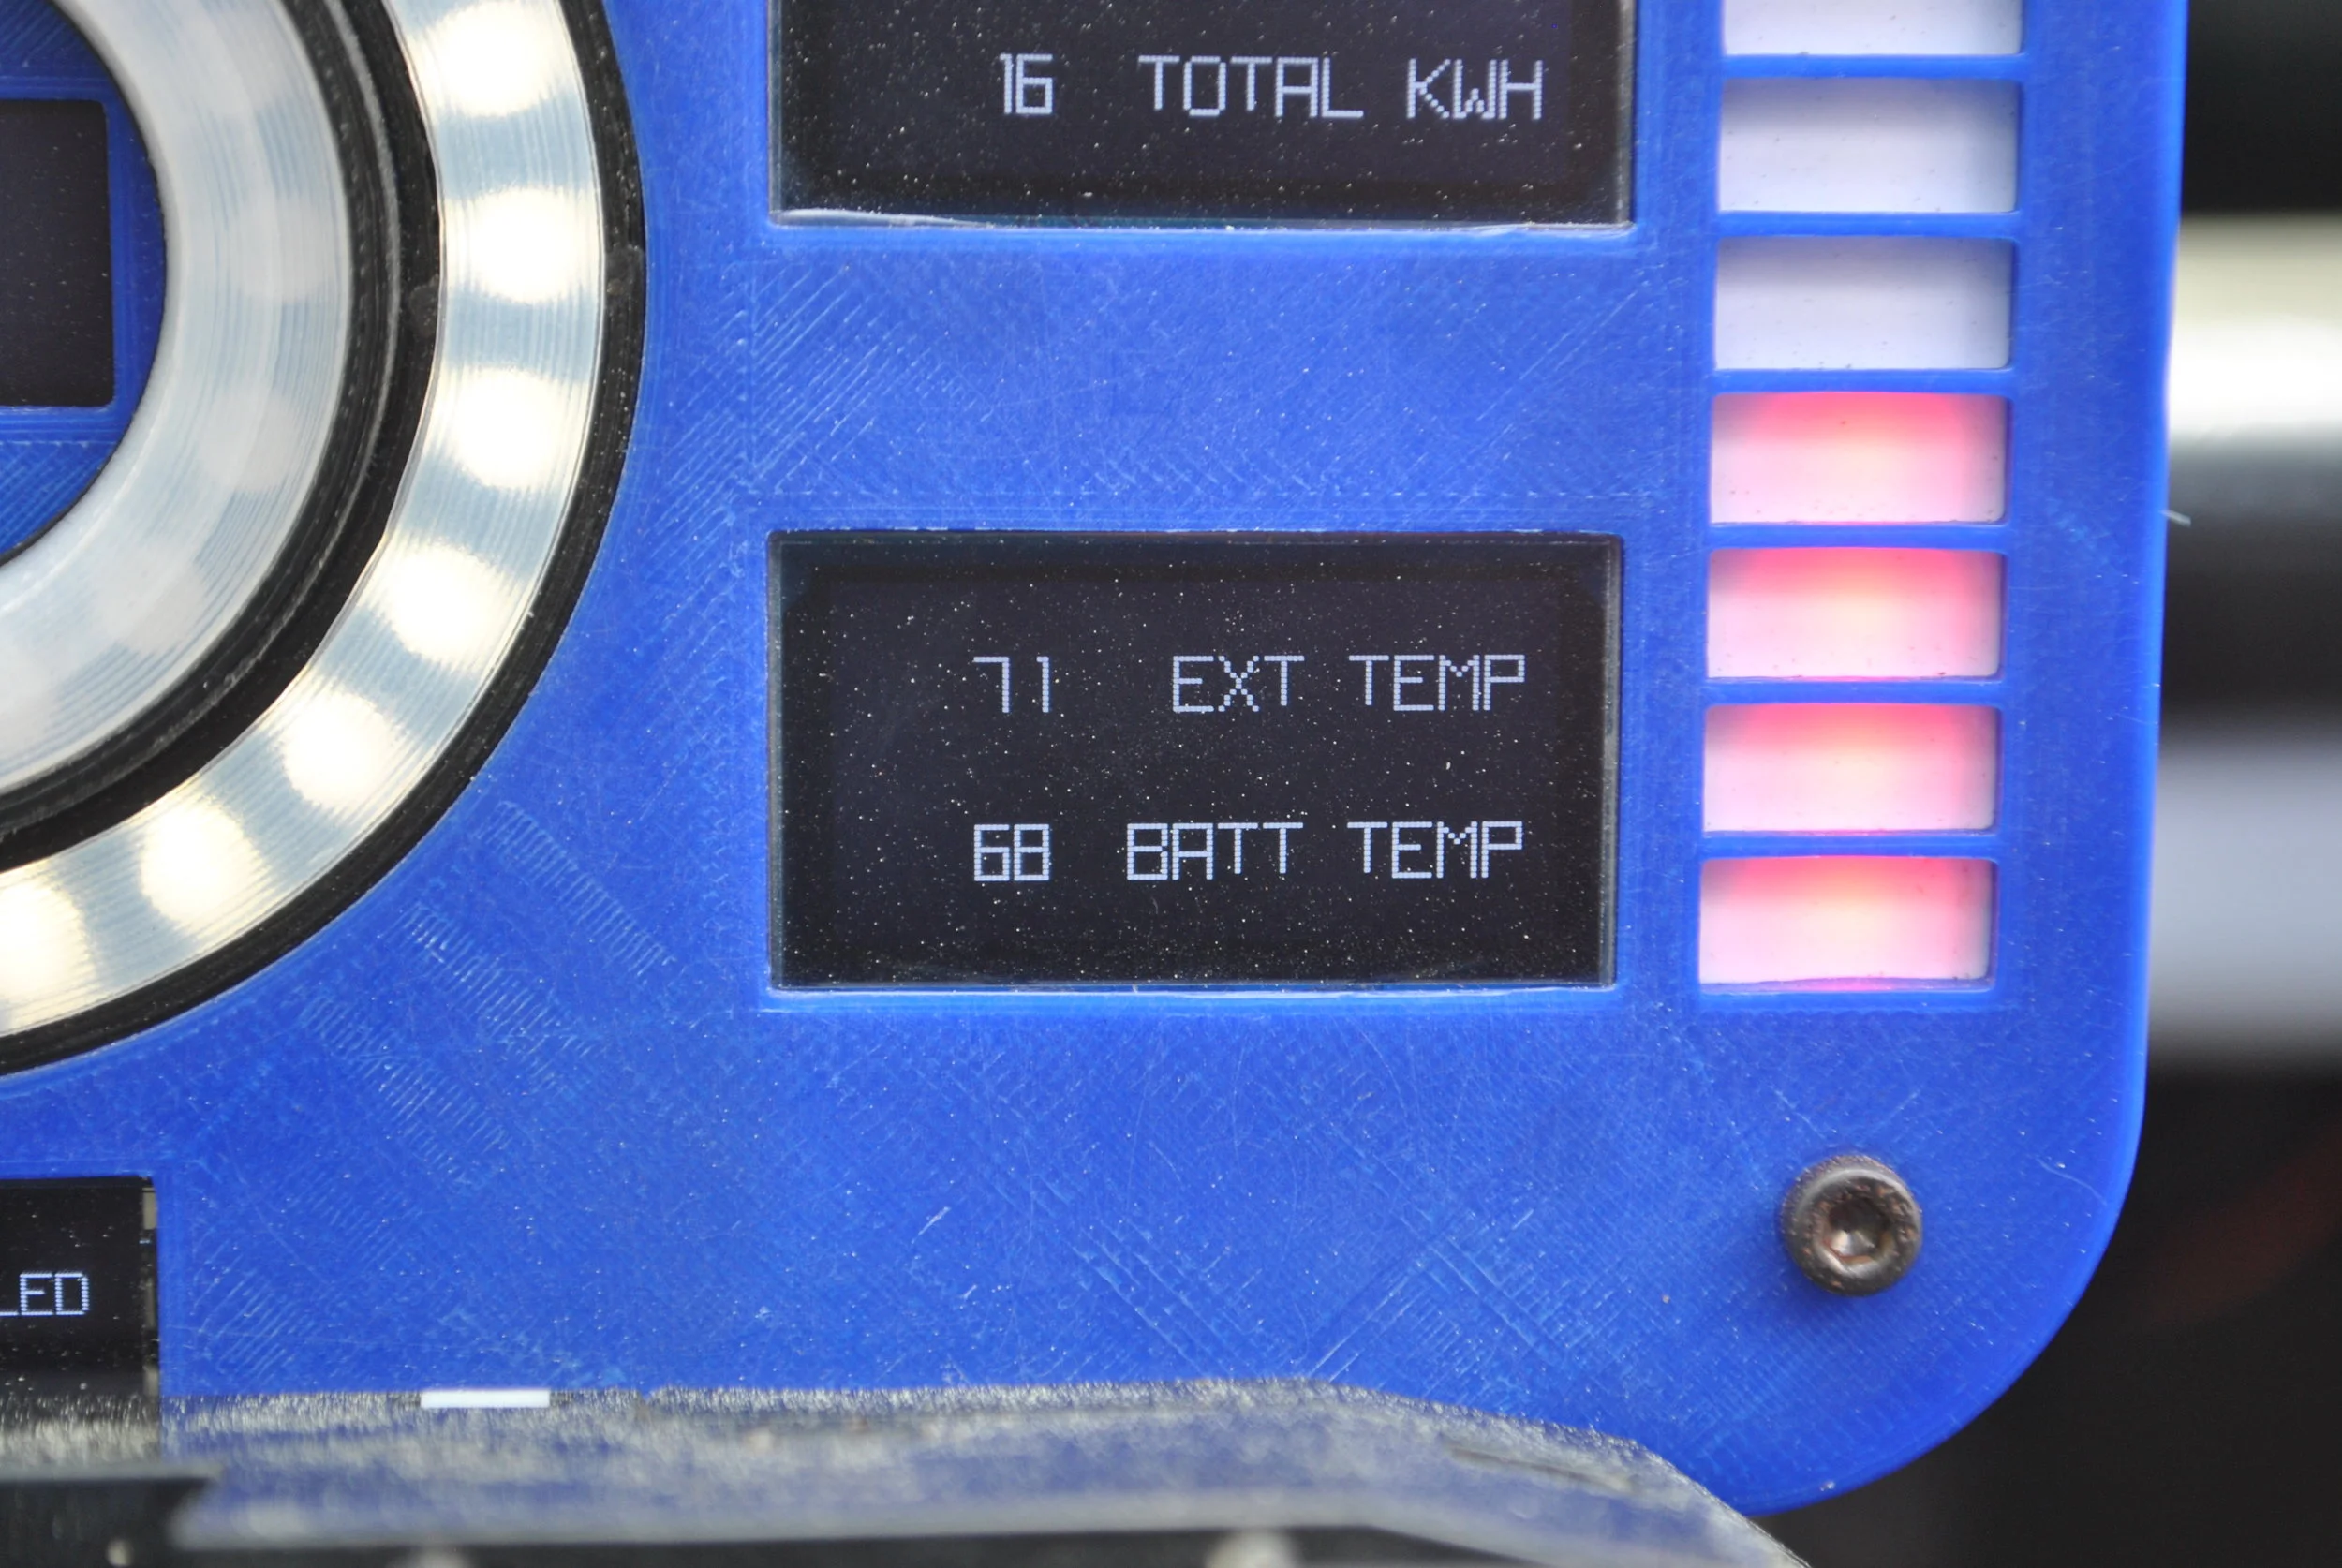 16 TOTAL KWH
71 EXT TEMP
68 BATT TEMP
LED